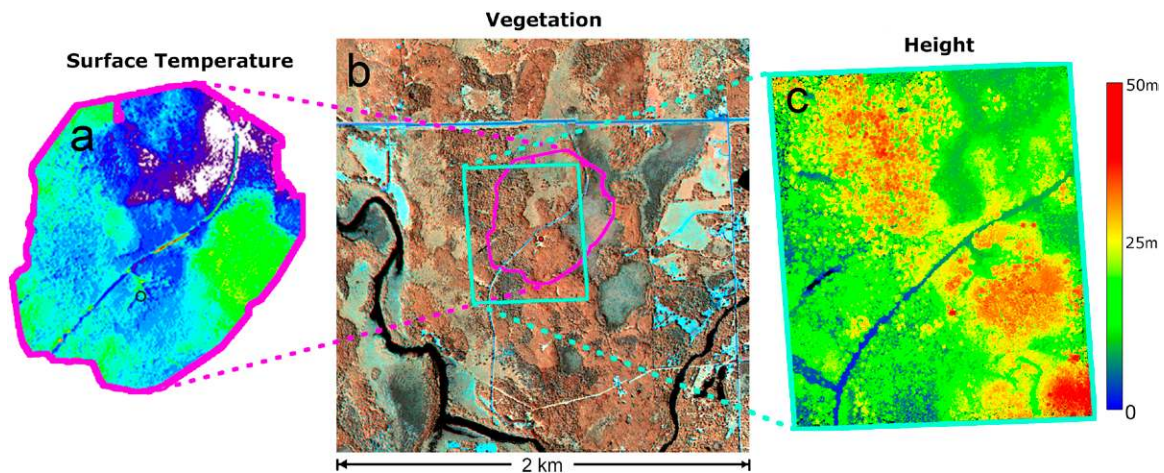 Vegetation
Surface Temperature
Height
a
b
c
50m
25m
0
2 km